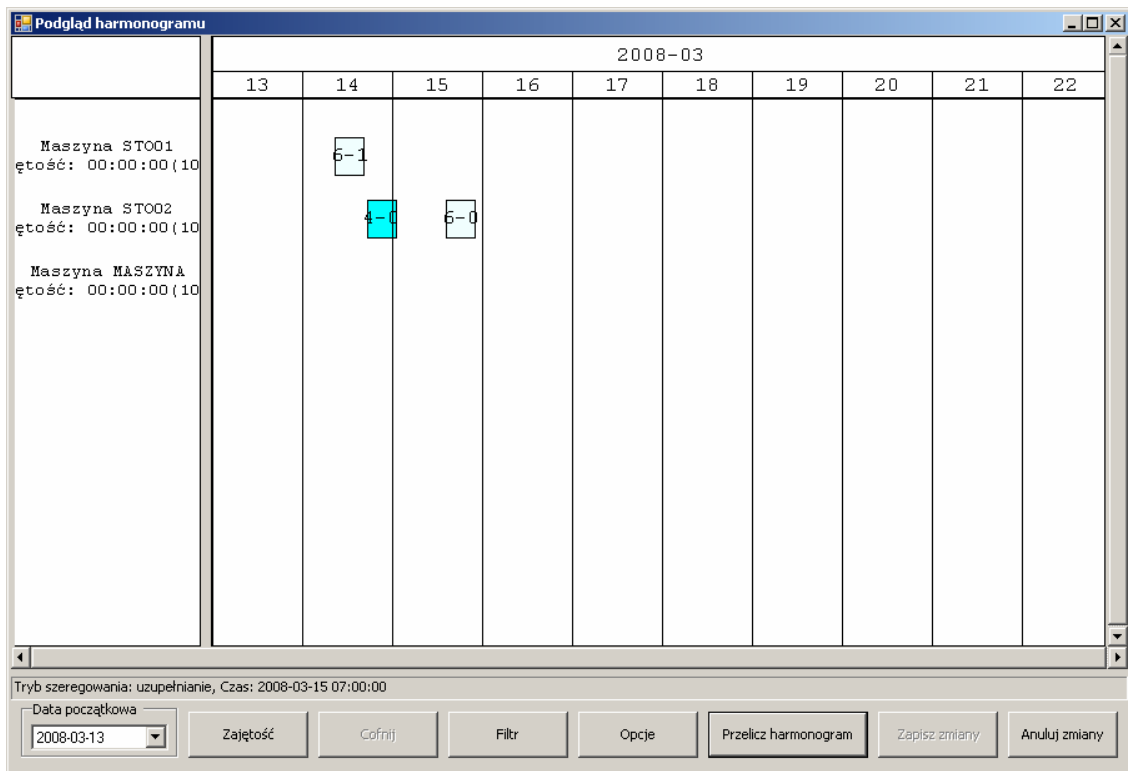 Podgląd harmonogramu
2008-03
13 14 15 16 17 18 19 20 21 22
Maszyna STO01
ętość: 00:00:00(10
6-1
Maszyna STO02
ętość: 00:00:00(10
4-0 6-0
Maszyna MASZYNA
ętość: 00:00:00(10
Tryb szeregowania: uzupełnianie, Czas: 2008-03-15 07:00:00
Data początkowa
2008-03-13
Zajętość Cofnij Filtr Opcje Przelicz harmonogram Zapisz zmiany Anuluj zmiany